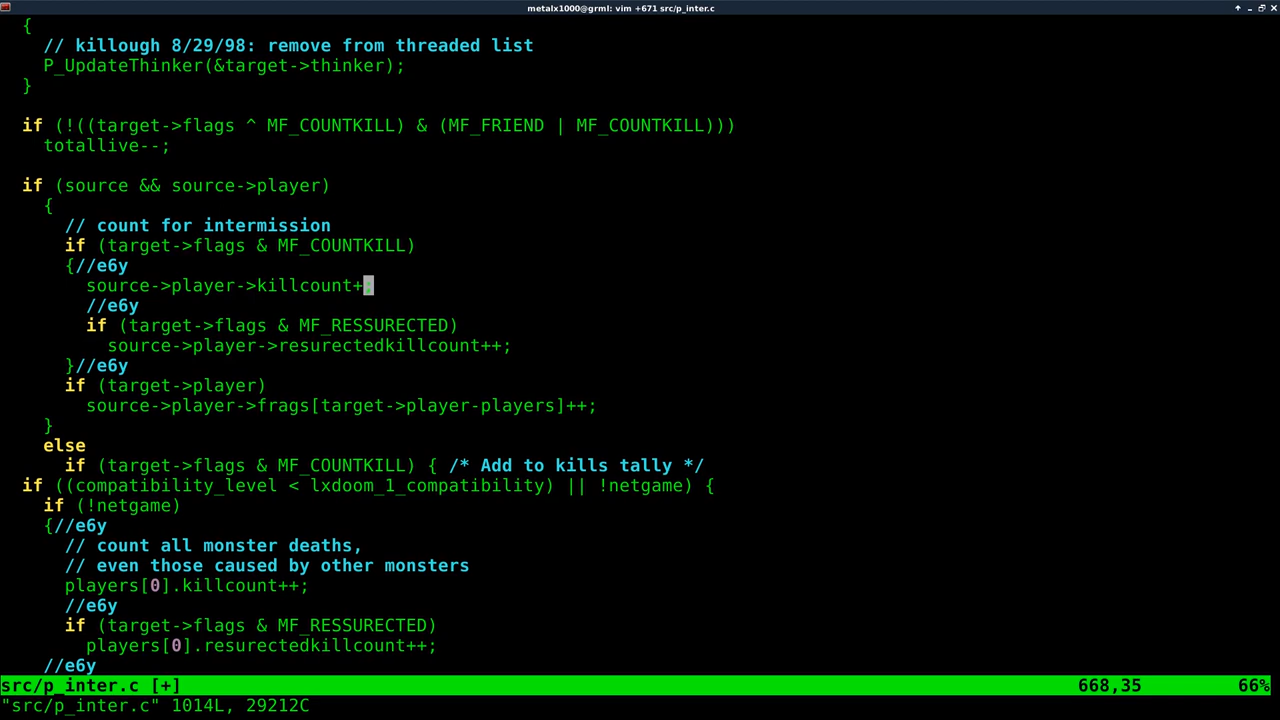 metalx1000@grml: vim +671 src/p_inter.c
  {
    // killough 8/29/98: remove from threaded list
    P_UpdateThinker(&target->thinker);
  }
  if (!((target->flags ^ MF_COUNTKILL) & (MF_FRIEND | MF_COUNTKILL)))
    totallive--;
  if (source && source->player)
    {
      // count for intermission
      if (target->flags & MF_COUNTKILL)
      {//e6y
        source->player->killcount+;
        //e6y
        if (target->flags & MF_RESSURECTED)
          source->player->resurectedkillcount++;
      }//e6y
      if (target->player)
        source->player->frags[target->player-players]++;
    }
    else
      if (target->flags & MF_COUNTKILL) { /* Add to kills tally */
  if ((compatibility_level < lxdoom_1_compatibility) || !netgame) {
    if (!netgame)
    {//e6y
      // count all monster deaths,
      // even those caused by other monsters
      players[0].killcount++;
      //e6y
      if (target->flags & MF_RESSURECTED)
        players[0].resurectedkillcount++;
    //e6y
src/p_inter.c [+] 668,35 66%
"src/p_inter.c" 1014L, 29212C